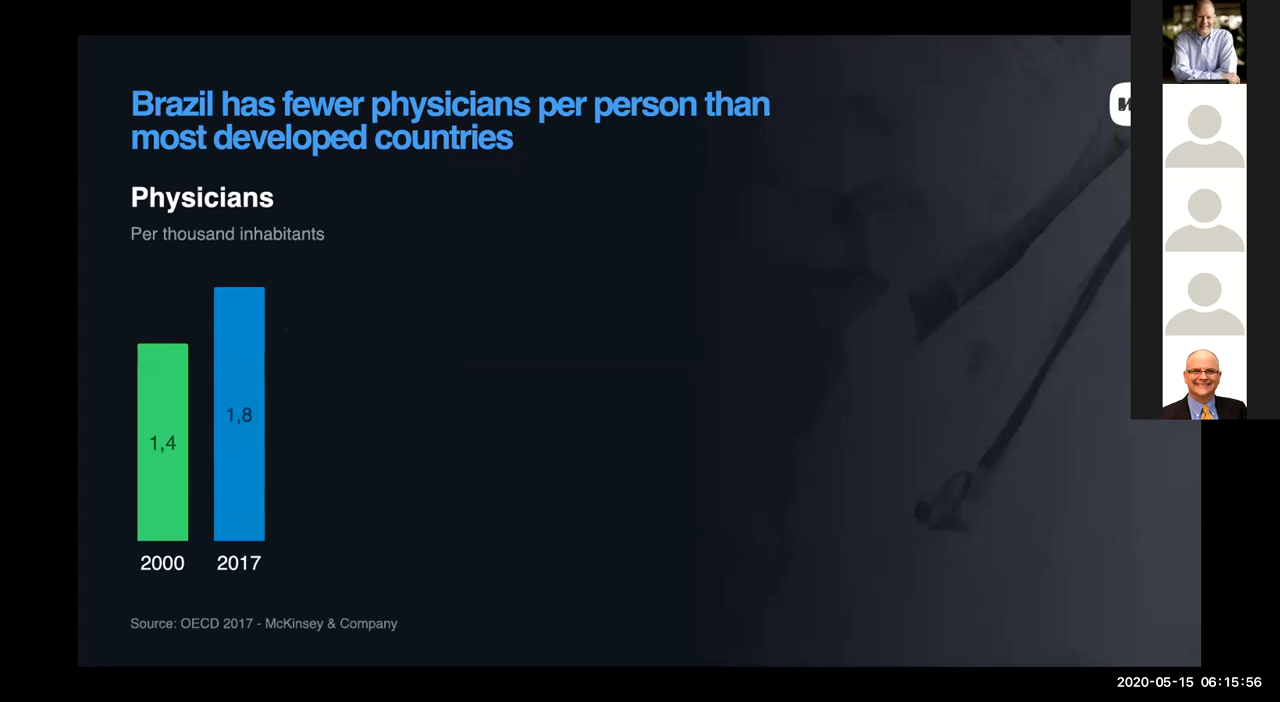 Brazil has fewer physicians per person than
most developed countries
Physicians
Per thousand inhabitants
1,4
1,8
2000 2017
Source: OECD 2017 - McKinsey & Company
2020-05-15 06:15:56